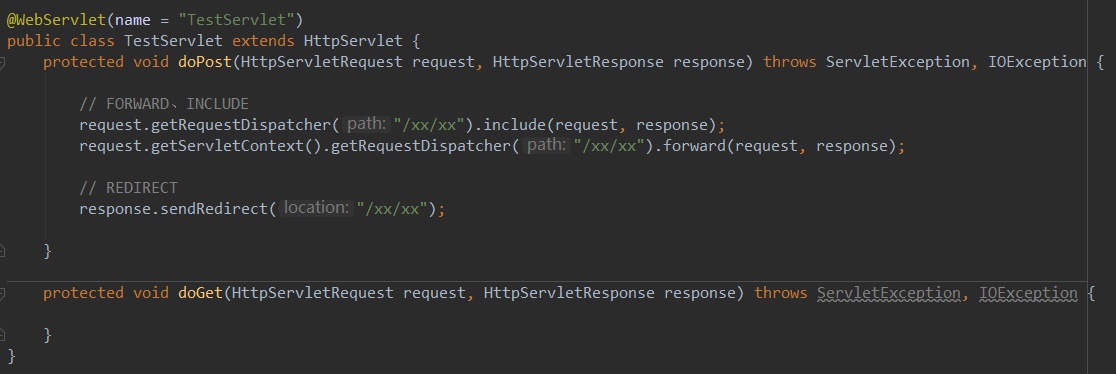 @WebServlet(name = "TestServlet")
public class TestServlet extends HttpServlet {
protected void doPost(HttpServletRequest request, HttpServletResponse response) throws ServletException, IOException {
// FORWARD、INCLUDE
request.getRequestDispatcher( path: "/xx/xx").include(request, response);
request.getServletContext().getRequestDispatcher( path: "/xx/xx").forward(request, response);
// REDIRECT
response.sendRedirect( location: "/xx/xx");
}
protected void doGet(HttpServletRequest request, HttpServletResponse response) throws ServletException, IOException {
}
}